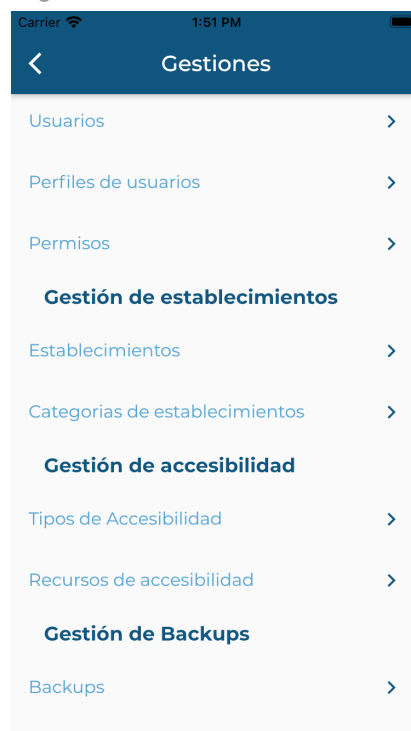 Carrier 1:51 PM
Gestiones
Usuarios
Perfiles de usuarios
Permisos
Gestión de establecimientos
Establecimientos
Categorias de establecimientos
Gestión de accesibilidad
Tipos de Accesibilidad
Recursos de accesibilidad
Gestión de Backups
Backups